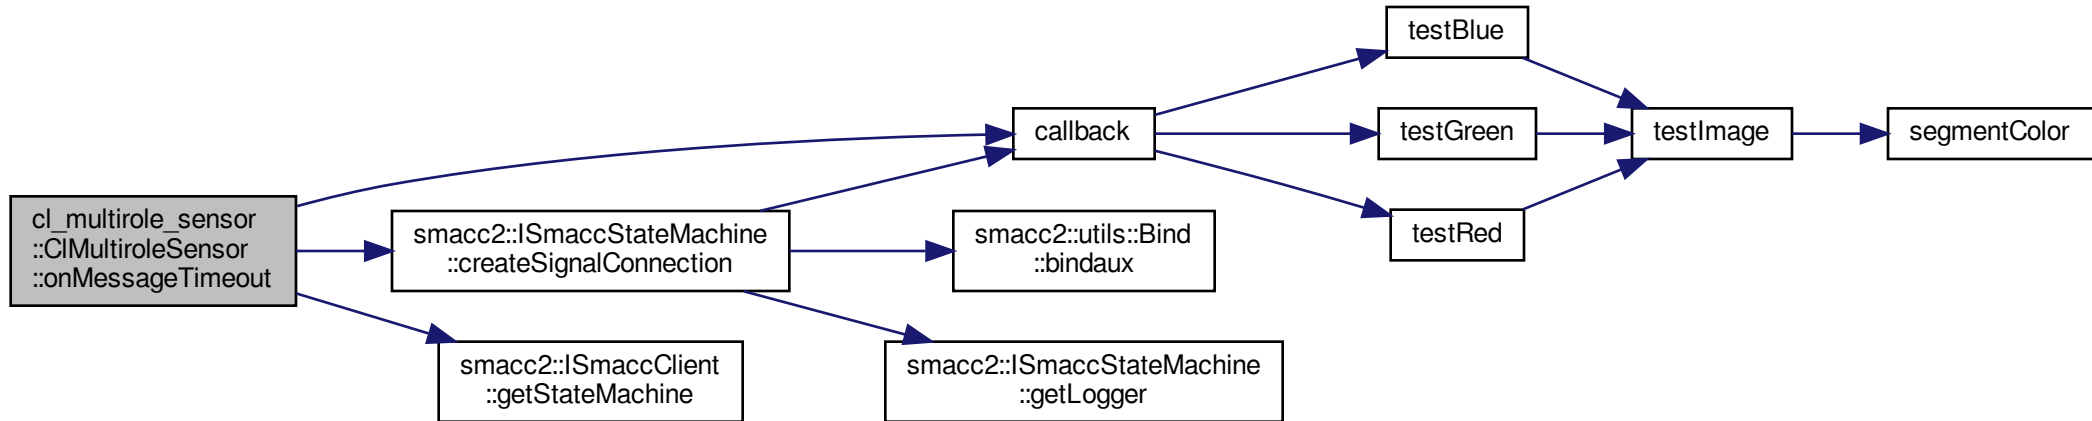 cl_multirole_sensor
::ClMultiroleSensor
::onMessageTimeout
callback
testBlue
testImage
segmentColor
testGreen
testRed
smacc2::ISmaccStateMachine
::createSignalConnection
smacc2::utils::Bind
::bindaux
smacc2::ISmaccStateMachine
::getLogger
smacc2::ISmaccClient
::getStateMachine